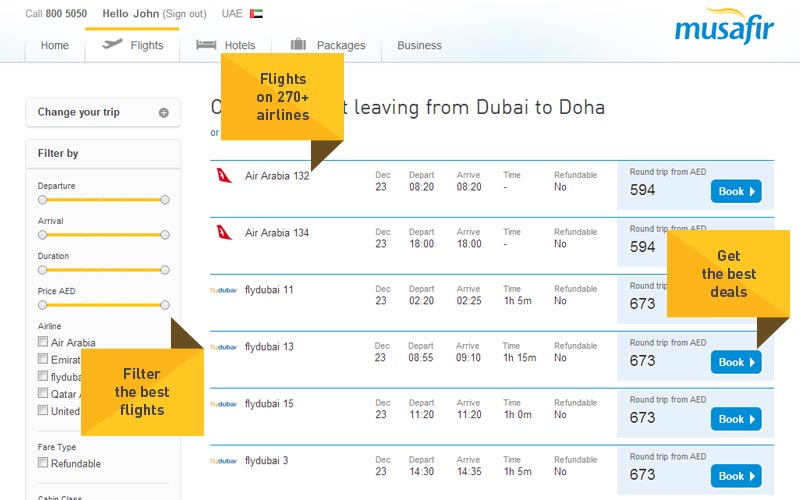 Call 800 5050 Hello John (Sign out) UAE
musafir
Home Flights Hotels Packages Business
Flights
on 270+
airlines
Change your trip
leaving from Dubai to Doha
or
Filter by
Departure
Arrival
Duration
Price AED
Airline
Air Arabia
flydubai
Qatar
United
Fare Type
Refundable
Cabin Class
Filter
the best
flights
Air Arabia 132 Dec 23 Depart 08:20 Arrive 08:20 Time - Refundable No Round trip from AED 594 Book
Air Arabia 134 Dec 23 Depart 18:00 Arrive 18:00 Time - Refundable No Round trip from AED 594
Get
the best
deals
flydubai flydubai 11 Dec 23 Depart 02:20 Arrive 02:25 Time 1h 5m Refundable No Round trip from AED 673
flydubai flydubai 13 Dec 23 Depart 08:55 Arrive 09:10 Time 1h 15m Refundable No Round trip from AED 673 Book
flydubai flydubai 15 Dec 23 Depart 11:20 Arrive 11:20 Time 1h 0m Refundable No Round trip from AED 673 Book
flydubai flydubai 3 Dec 23 Depart 14:30 Arrive 14:35 Time 1h 5m Refundable No Round trip from AED 673 Book